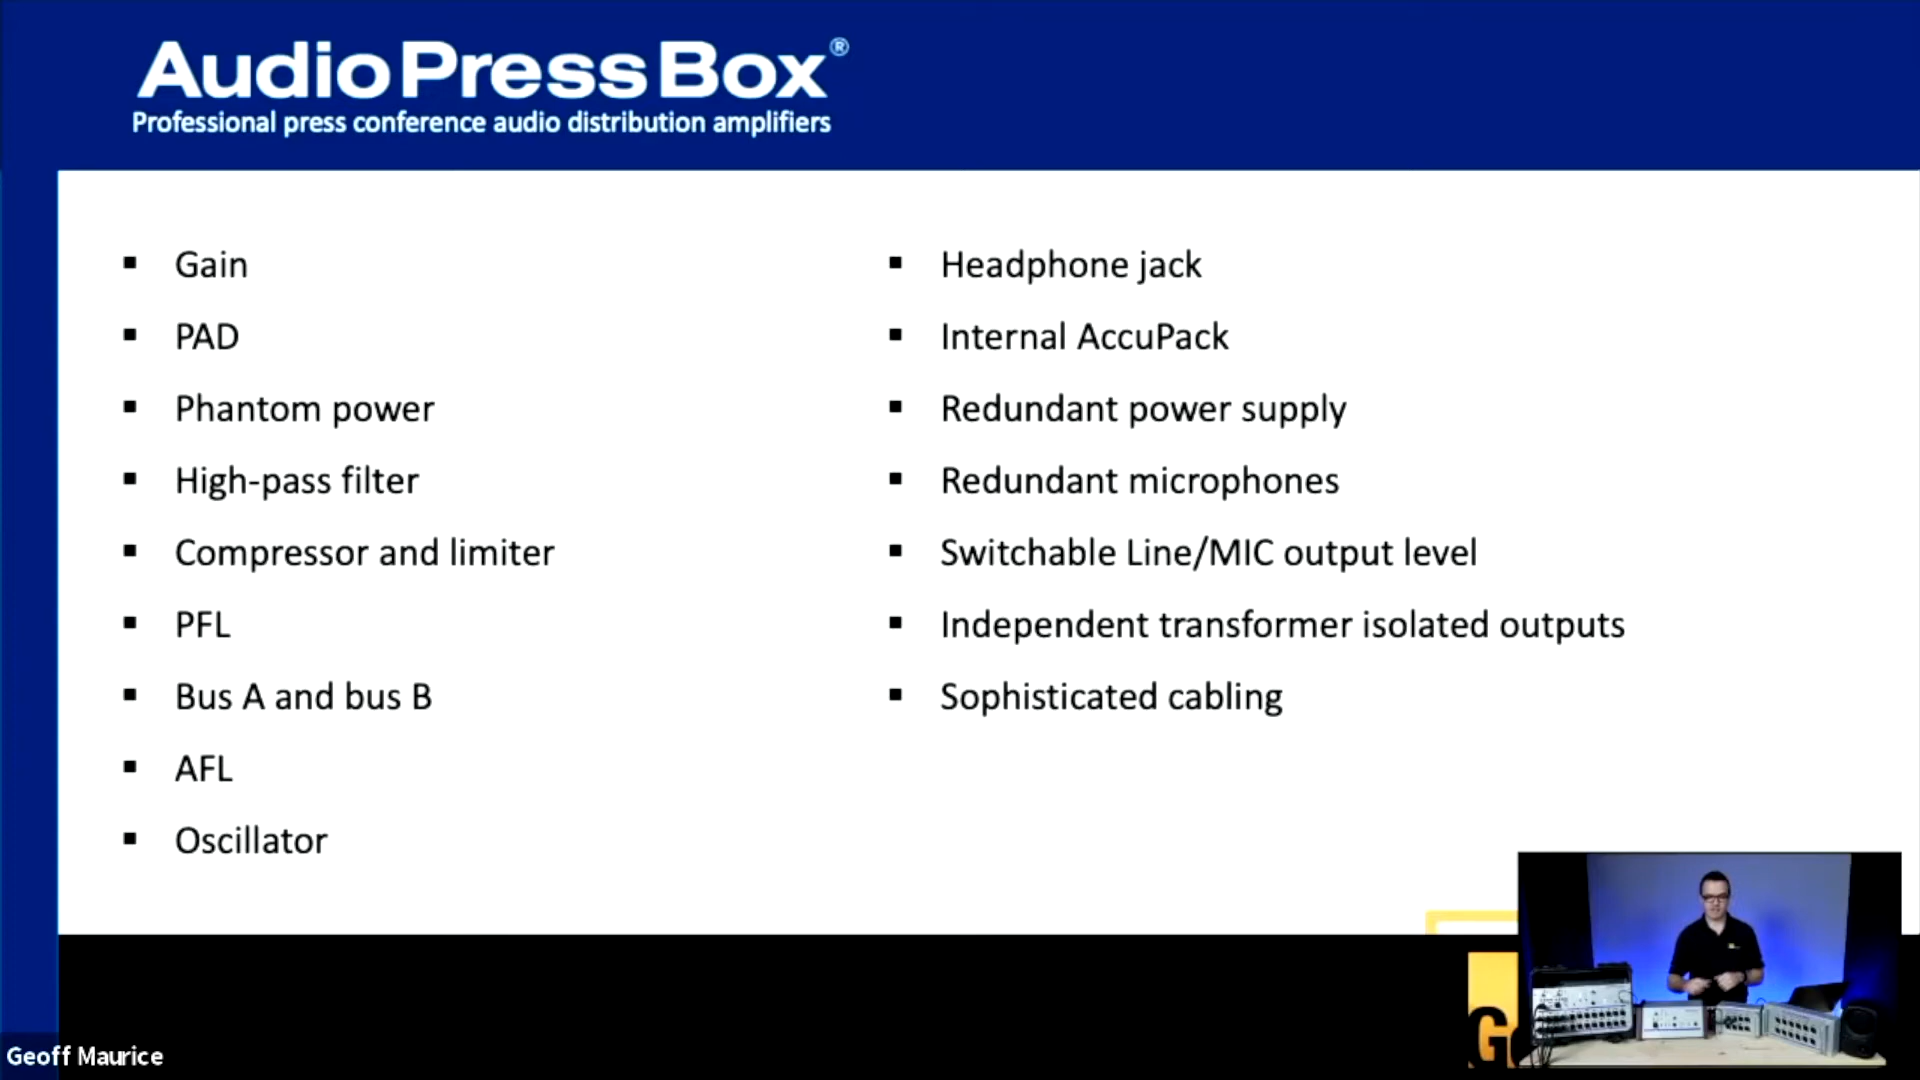 AudioPressBox®
Professional press conference audio distribution amplifiers
Gain
PAD
Phantom power
High-pass filter
Compressor and limiter
PFL
Bus A and bus B
AFL
Oscillator
Headphone jack
Internal AccuPack
Redundant power supply
Redundant microphones
Switchable Line/MIC output level
Independent transformer isolated outputs
Sophisticated cabling
Geoff Maurice